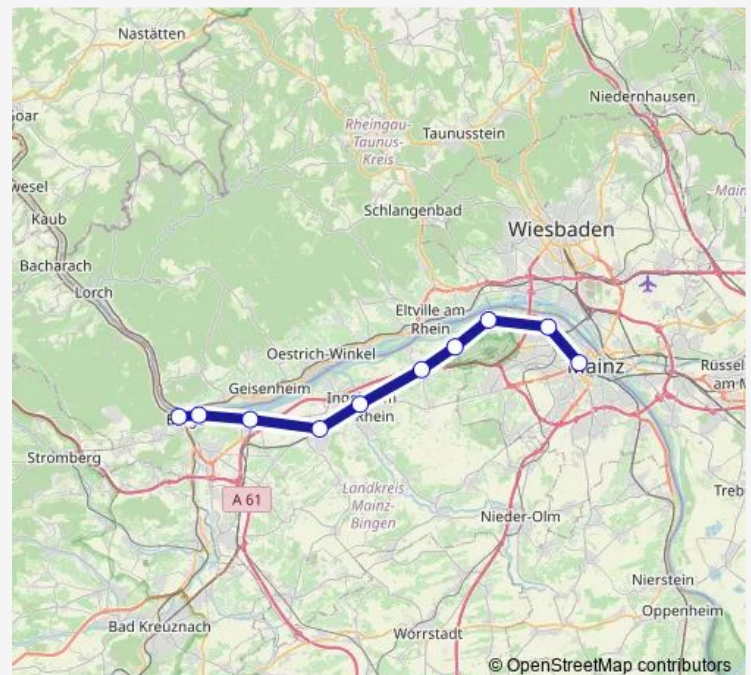 Nastätten
Niedernhausen
Rheingau-
Taunus-
Kreis
Taunusstein
Kaub
Schlangenbad
Wiesbaden
Bacharach
Lorch
Eltville am
Rhein
Oestrich-Winkel
Geisenheim
Rhein
Stromberg
A 61
Landkreis
Mainz-
Bingen
Nieder-Olm
Nierstein
Oppenheim
Bad Kreuznach
Wörrstadt
© OpenStreetMap contributors